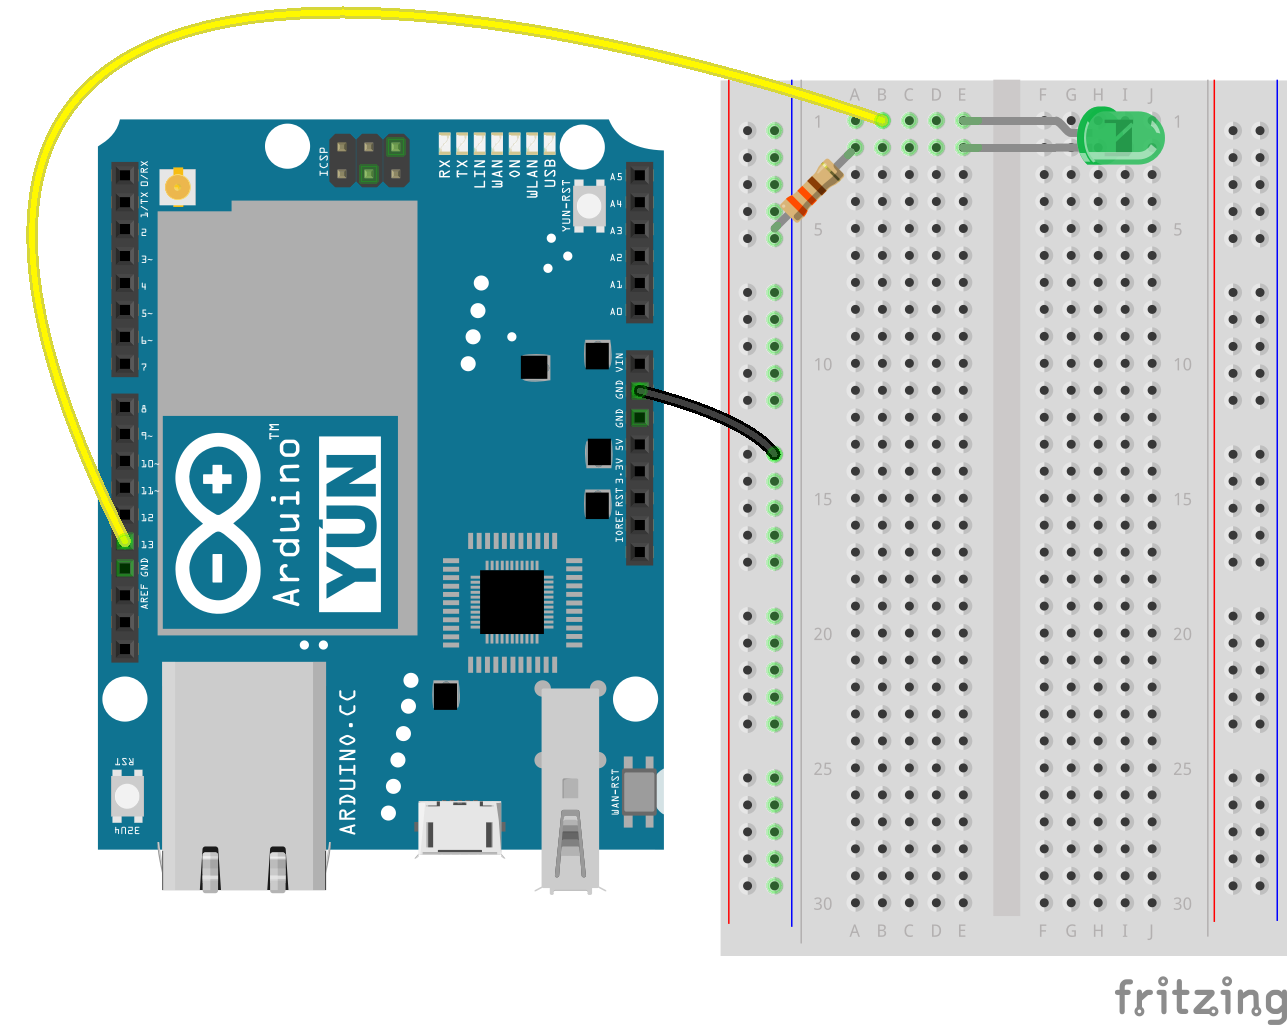 ICSP
RX
TX
LIN
WAN
ON
WLAN
USB
YUN-RST
1/TX 0/RX
2
3~
4
5~
6~
7
8
9~
10~
11~
12
13
GND
AREF
A5
A4
A3
A2
A1
A0
VIN
GND
GND
5V
3.3V
RST
IOREF
Arduino™
YÚN
ARDUINO.CC
WAN-RST
32U4
RST
A B C D E F G H I J
1 1
5 5
10 10
15 15
20 20
25 25
30 30
A B C D E F G H I J
fritzing